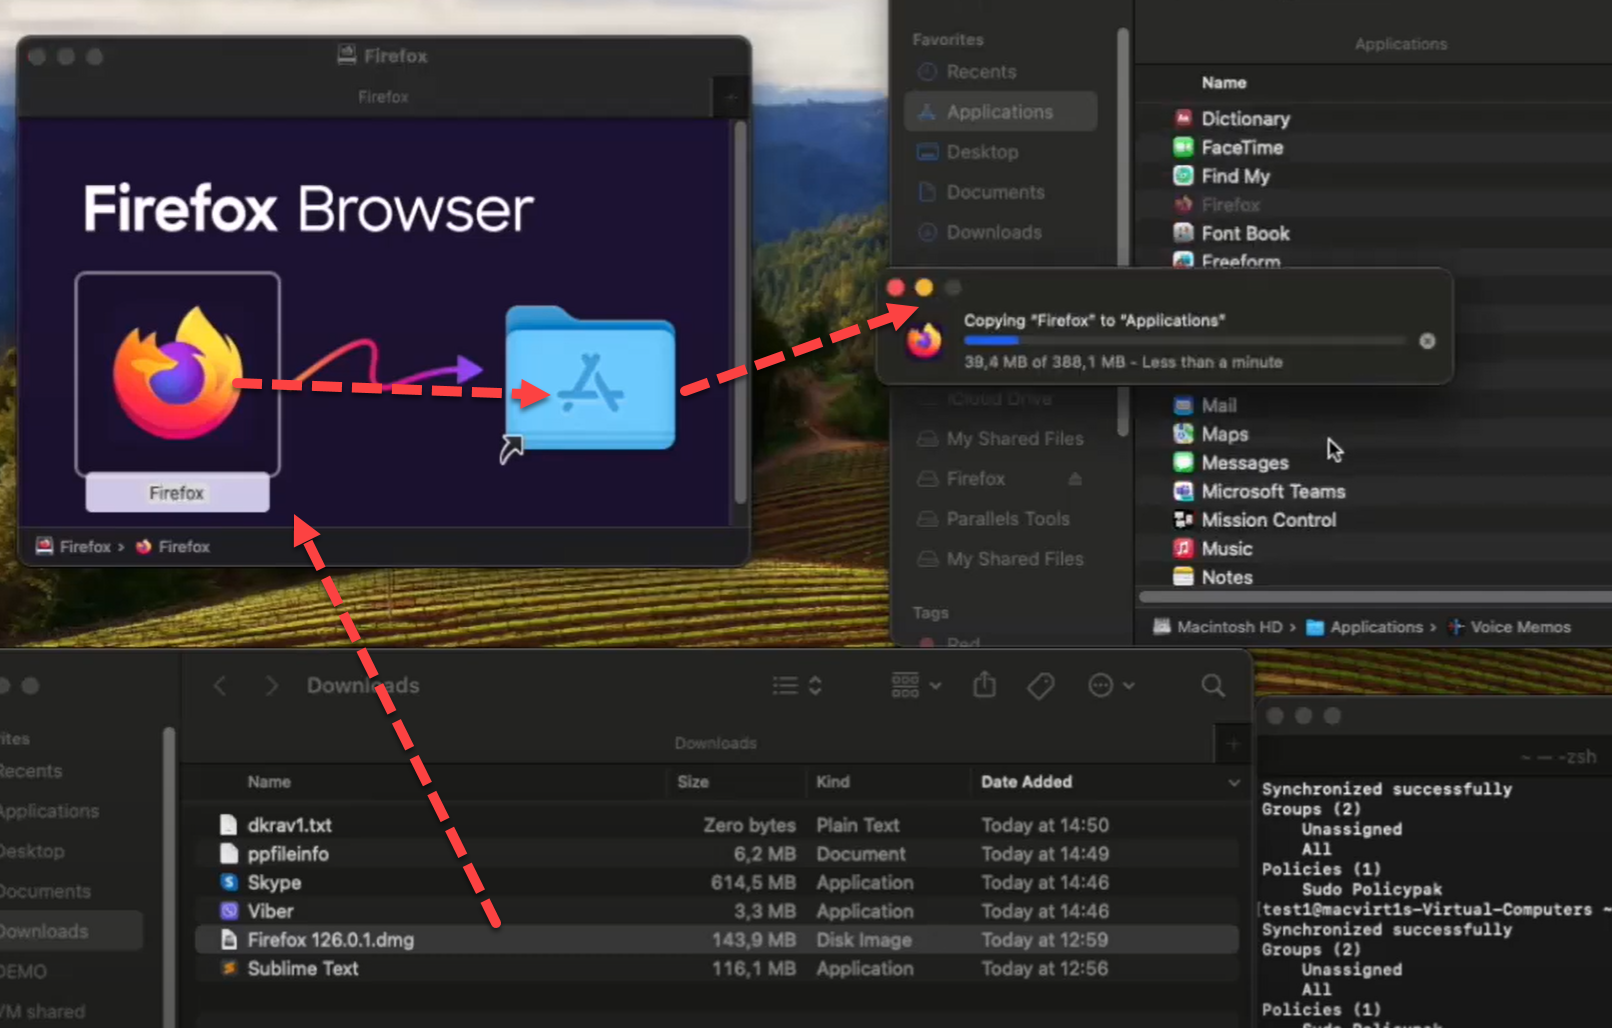 Firefox
Firefox
Firefox Browser
Firefox
Firefox › Firefox
Favorites
Recents
Applications
Desktop
Documents
Downloads
iCloud Drive
My Shared Files
Firefox
Parallels Tools
My Shared Files
Tags
Red
Applications
Name
Dictionary
FaceTime
Find My
Firefox
Font Book
Freeform
Copying "Firefox" to "Applications"
39,4 MB of 388,1 MB - Less than a minute
Mail
Maps
Messages
Microsoft Teams
Mission Control
Music
Notes
Macintosh HD › Applications › Voice Memos
Downloads
Downloads
ites
Recents
Applications
Desktop
Documents
Downloads
DEMO
VM shared
Name Size Kind Date Added
dkrav1.txt Zero bytes Plain Text Today at 14:50
ppfileinfo 6,2 MB Document Today at 14:49
Skype 614,5 MB Application Today at 14:46
Viber 3,3 MB Application Today at 14:46
Firefox 126.0.1.dmg 143,9 MB Disk Image Today at 12:59
Sublime Text 116,1 MB Application Today at 12:56
~ — -zsh
Synchronized successfully
Groups (2)
Unassigned
All
Policies (1)
Sudo Policypak
[test1@macvirt1s-Virtual-Computers ~
Synchronized successfully
Groups (2)
Unassigned
All
Policies (1)
Sudo Policypak